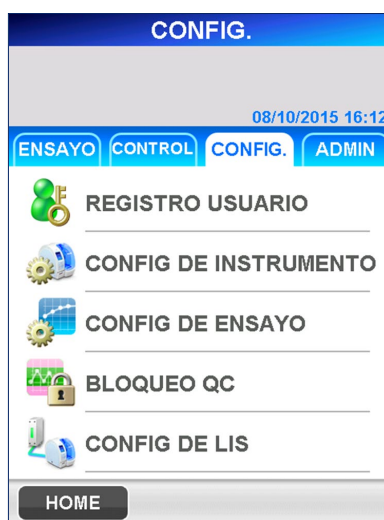 CONFIG.
08/10/2015 16:12
ENSAYO CONTROL CONFIG. ADMIN
REGISTRO USUARIO
CONFIG DE INSTRUMENTO
CONFIG DE ENSAYO
BLOQUEO QC
CONFIG DE LIS
HOME